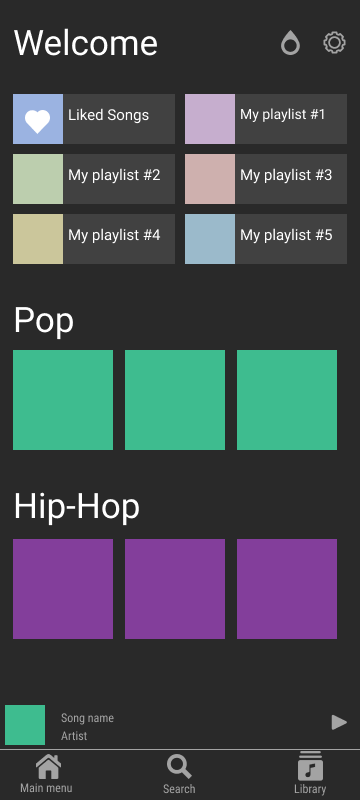 Welcome
Liked Songs
My playlist #1
My playlist #2
My playlist #3
My playlist #4
My playlist #5
Pop
Hip-Hop
Song name
Artist
Main menu
Search
Library